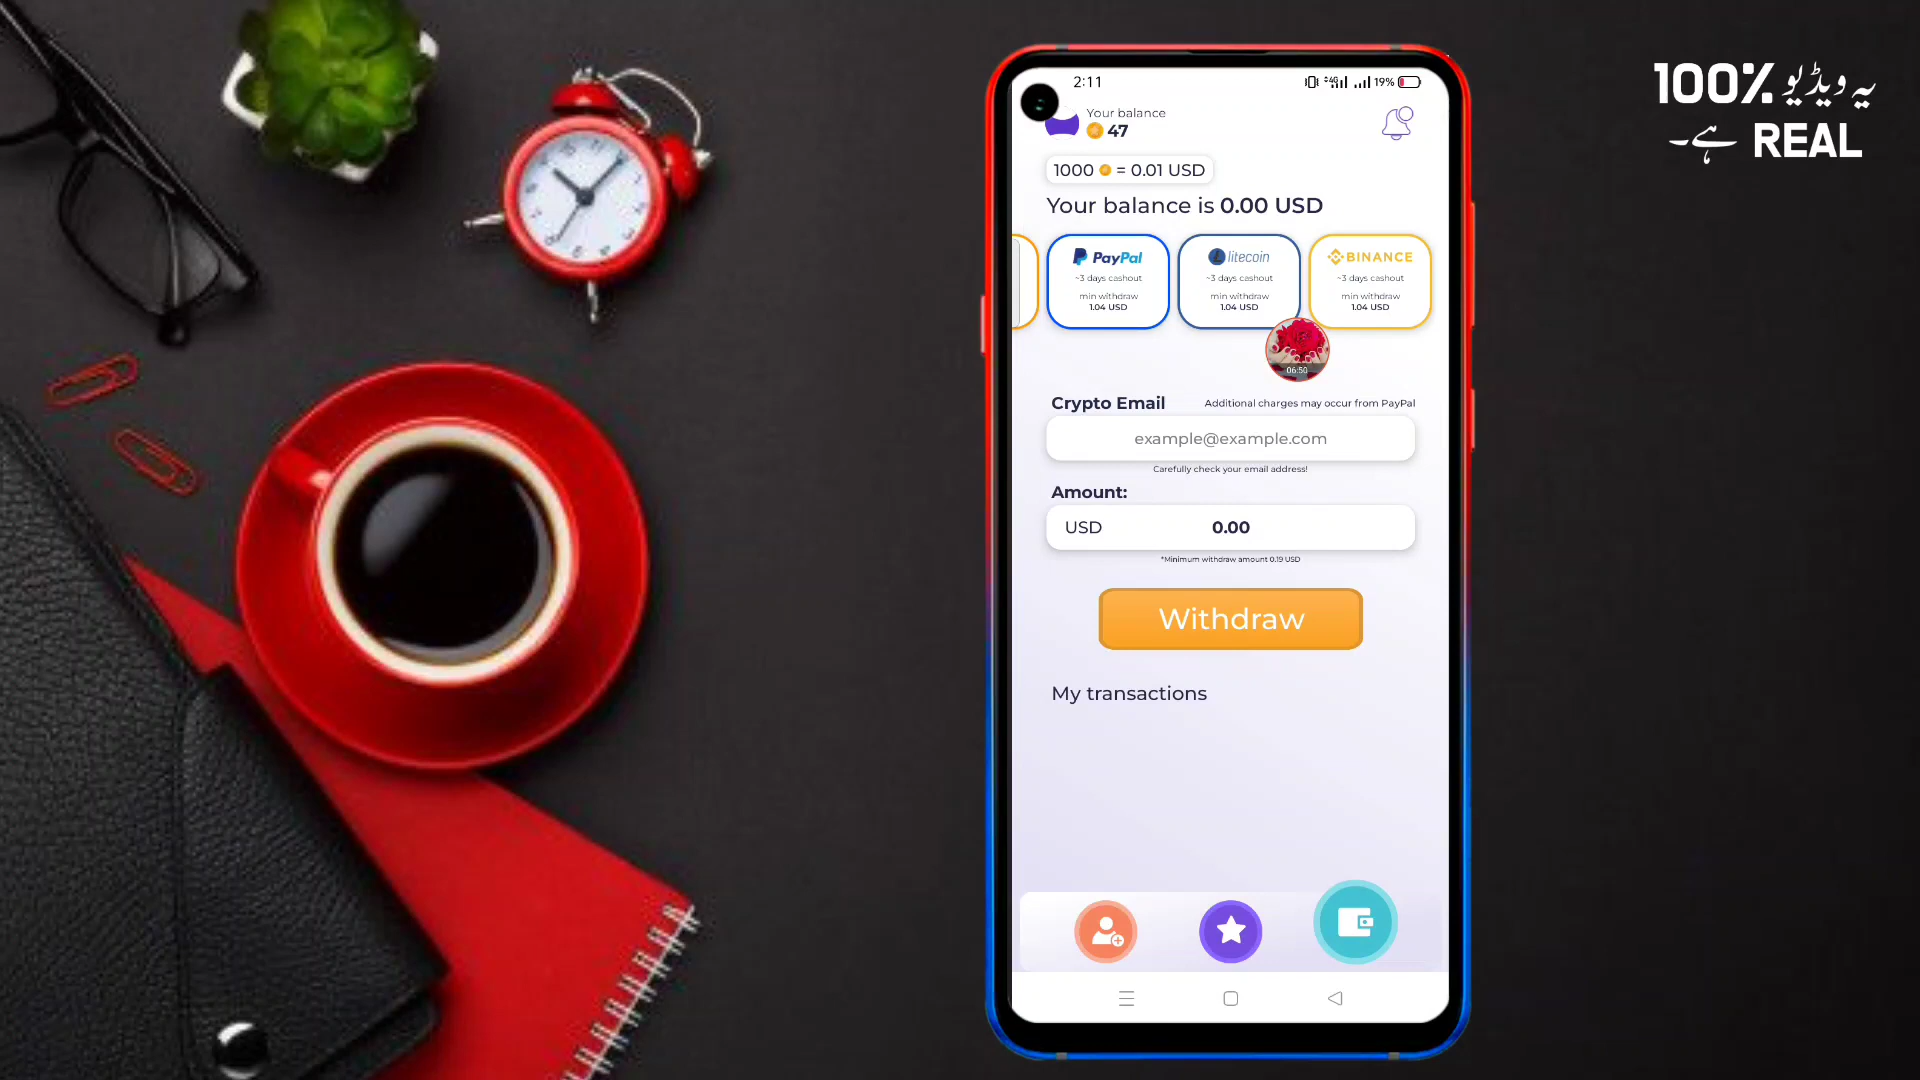 100% یہ ویڈیو
REAL ہے۔
2:11
4G 19%
Your balance
47
1000 = 0.01 USD
Your balance is 0.00 USD
PayPal
~3 days cashout
min withdraw
1.04 USD
litecoin
~3 days cashout
min withdraw
1.04 USD
BINANCE
~3 days cashout
min withdraw
1.04 USD
06:50
Crypto Email
Additional charges may occur from PayPal
example@example.com
Carefully check your email address!
Amount:
USD 0.00
*Minimum withdraw amount 0.19 USD
Withdraw
My transactions